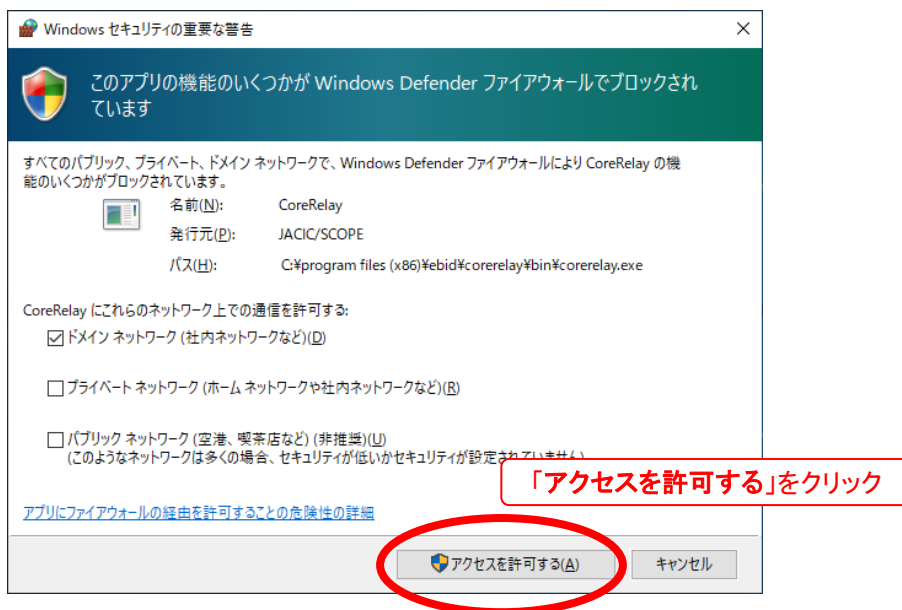 Windows セキュリティの重要な警告
このアプリの機能のいくつかが Windows Defender ファイアウォールでブロックされ
ています
すべてのパブリック、プライベート、ドメイン ネットワークで、Windows Defender ファイアウォールにより CoreRelay の機
能のいくつかがブロックされています。
名前(N): CoreRelay
発行元(P): JACIC/SCOPE
パス(H): C:¥program files (x86)¥ebid¥corerelay¥bin¥corerelay.exe
CoreRelay にこれらのネットワーク上での通信を許可する:
ドメイン ネットワーク (社内ネットワークなど)(D)
プライベート ネットワーク (ホーム ネットワークや社内ネットワークなど)(R)
パブリック ネットワーク (空港、喫茶店など) (非推奨)(U)
(このようなネットワークは多くの場合、セキュリティが低いかセキュリティが設定されていません)
「アクセスを許可する」をクリック
アプリにファイアウォールの経由を許可することの危険性の詳細
アクセスを許可する(A) キャンセル